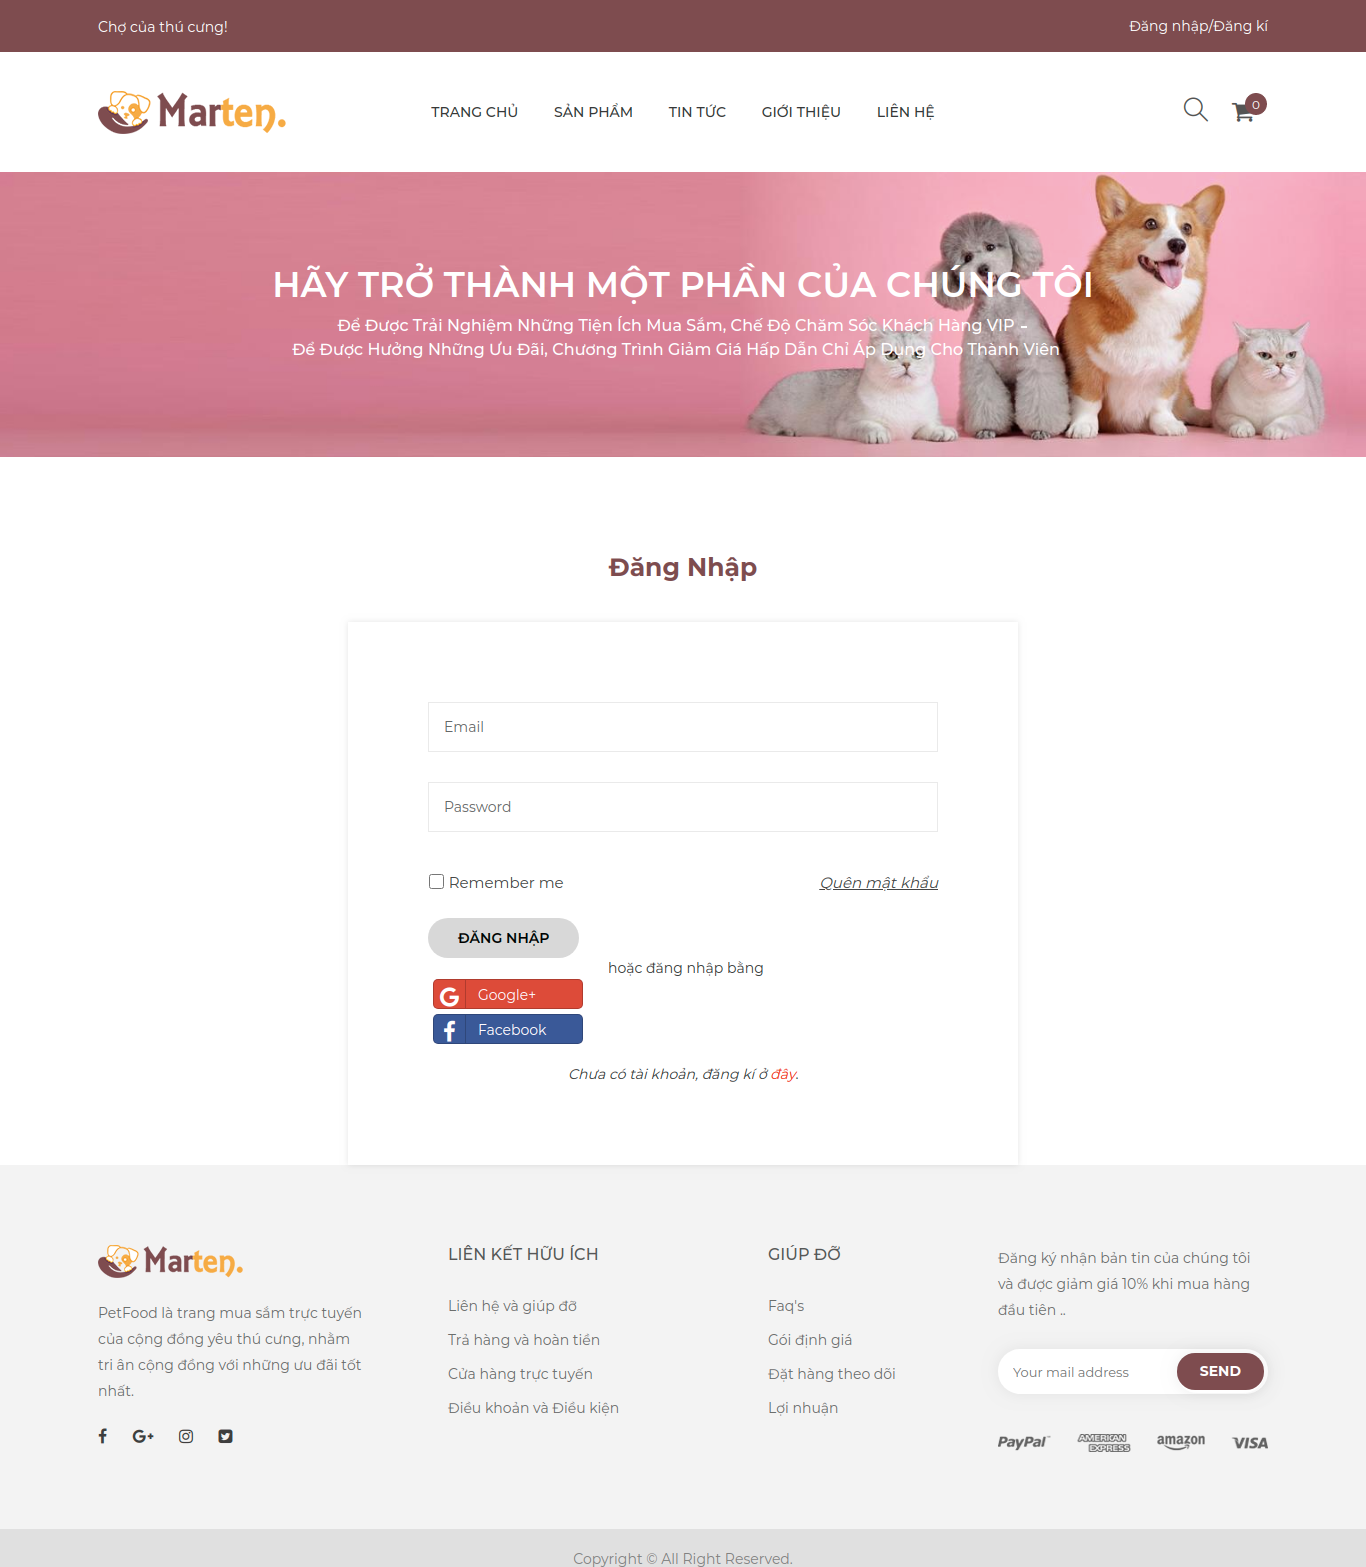 Chợ của thú cưng!
Đăng nhập/Đăng kí
Marten.
TRANG CHỦ
SẢN PHẨM
TIN TỨC
GIỚI THIỆU
LIÊN HỆ
0
HÃY TRỞ THÀNH MỘT PHẦN CỦA CHÚNG TÔI
Để Được Trải Nghiệm Những Tiện Ích Mua Sắm, Chế Độ Chăm Sóc Khách Hàng VIP -
Để Được Hưởng Những Ưu Đãi, Chương Trình Giảm Giá Hấp Dẫn Chỉ Áp Dụng Cho Thành Viên
Đăng Nhập
Email
Password
Remember me
Quên mật khẩu
ĐĂNG NHẬP
hoặc đăng nhập bằng
Google+
Facebook
Chưa có tài khoản, đăng kí ở đây.
Marten.
PetFood là trang mua sắm trực tuyến
của cộng đồng yêu thú cưng, nhằm
tri ân cộng đồng với những ưu đãi tốt
nhất.
LIÊN KẾT HỮU ÍCH
Liên hệ và giúp đỡ
Trả hàng và hoàn tiền
Cửa hàng trực tuyến
Điều khoản và Điều kiện
GIÚP ĐỠ
Faq's
Gói định giá
Đặt hàng theo dõi
Lợi nhuận
Đăng ký nhận bản tin của chúng tôi
và được giảm giá 10% khi mua hàng
đầu tiên ..
Your mail address
SEND
PayPal
AMERICAN EXPRESS
amazon
VISA
Copyright © All Right Reserved.